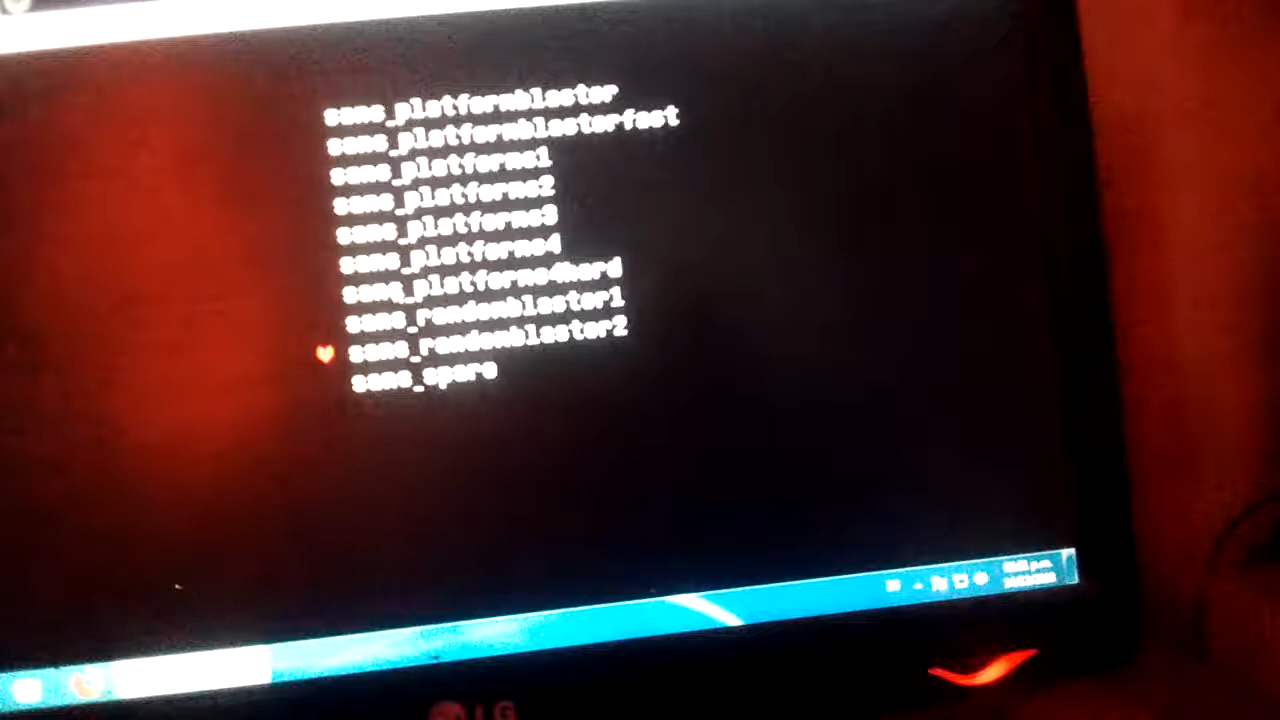 sans_platformblaster
sans_platformblasterfast
sans_platforms1
sans_platforms2
sans_platforms3
sans_platforms4
sans_platforms4hard
sans_randomblaster1
sans_randomblaster2
sans_spare
LG